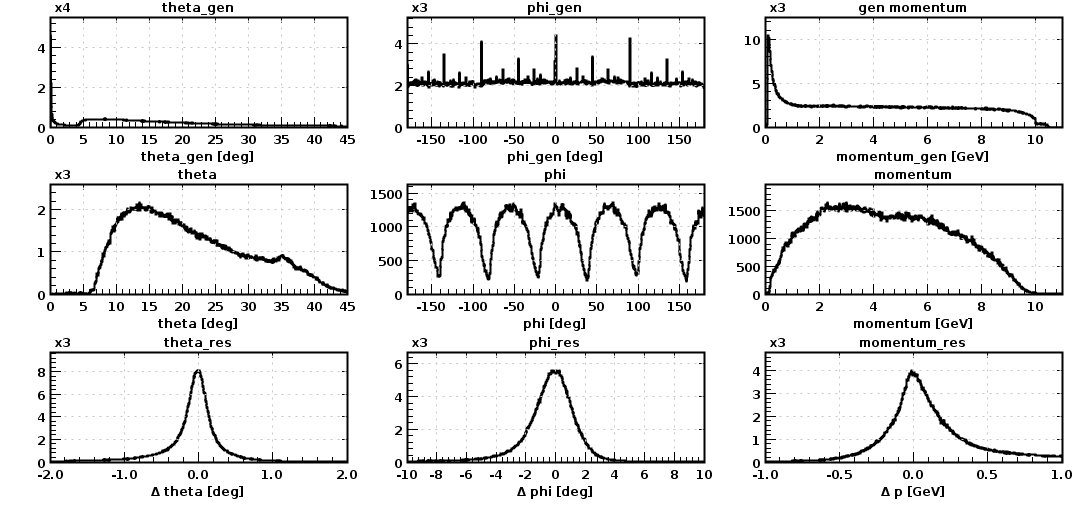 x4 theta_gen x3 phi_gen x3 gen momentum
4 4 10
2 2 5
0 0 0
0 5 10 15 20 25 30 35 40 45 -150 -100 -50 0 50 100 150 0 2 4 6 8 10
theta_gen [deg] phi_gen [deg] momentum_gen [GeV]
x3 theta phi momentum
2 1500 1500
1 1000 1000
500 500
0 0 0
0 5 10 15 20 25 30 35 40 45 -150 -100 -50 0 50 100 150 0 2 4 6 8 10
theta [deg] phi [deg] momentum [GeV]
x3 theta_res x3 phi_res x3 momentum_res
8 6 4
6 4 3
4 2 2
2 1
0 0 0
-2.0 -1.0 0.0 1.0 2.0 -10 -8 -6 -4 -2 0 2 4 6 8 10 -1.0 -0.5 0.0 0.5 1.0
Δ theta [deg] Δ phi [deg] Δ p [GeV]